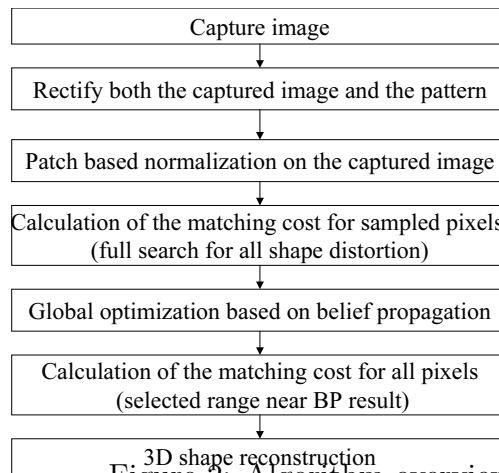 Capture image
Rectify both the captured image and the pattern
Patch based normalization on the captured image
Calculation of the matching cost for sampled pixels
(full search for all shape distortion)
Global optimization based on belief propagation
Calculation of the matching cost for all pixels
(selected range near BP result)
3D shape reconstruction
Algorithm overview